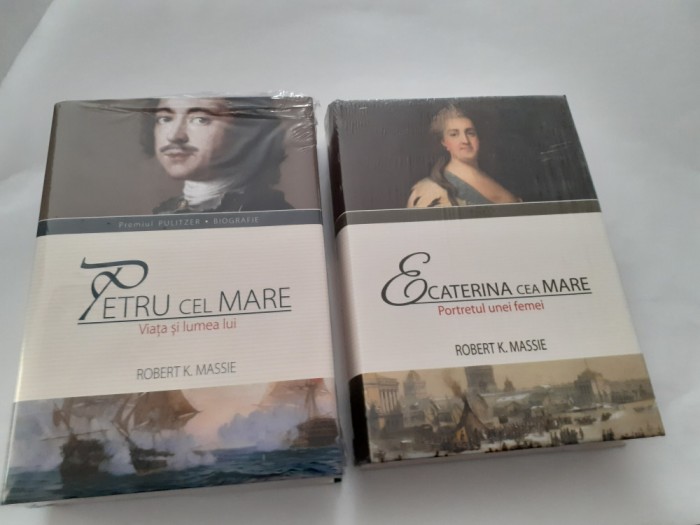 Premiul PULITZER • BIOGRAFIE
PETRU CEL MARE
Viața și lumea lui
ROBERT K. MASSIE
ECATERINA CEA MARE
Portretul unei femei
ROBERT K. MASSIE